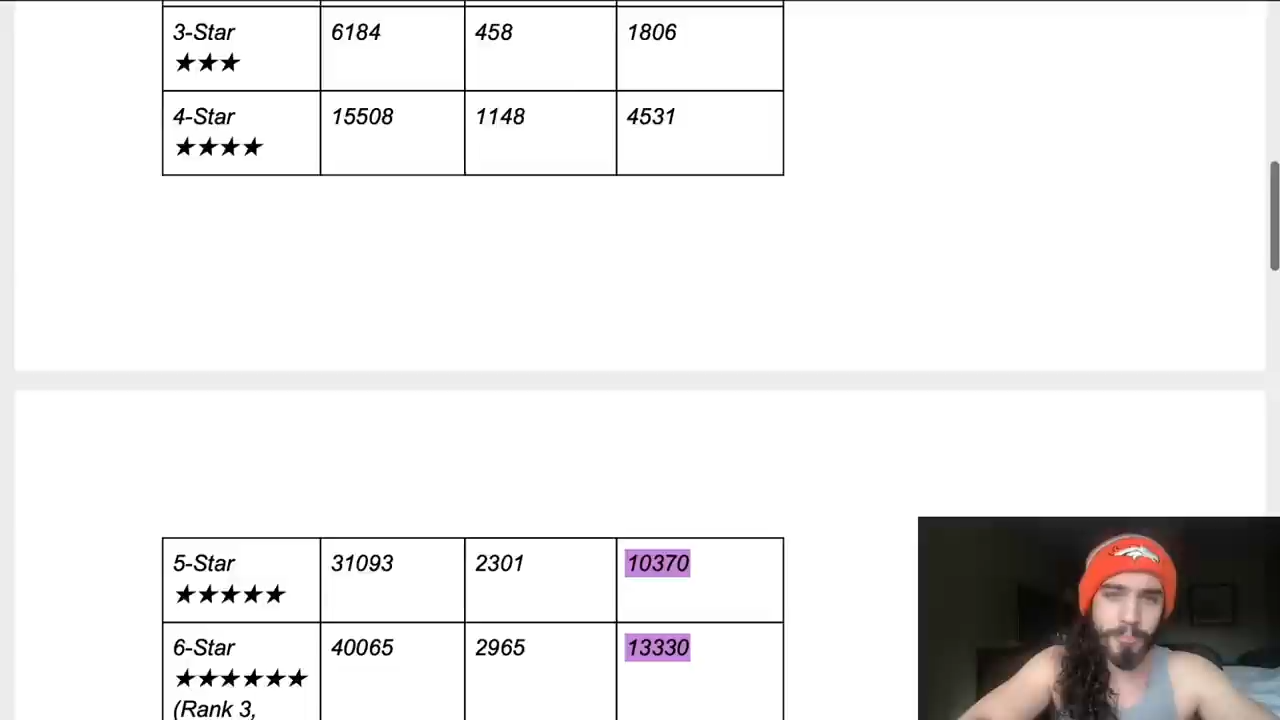 3-Star 6184 458 1806
★★★
4-Star 15508 1148 4531
★★★★
5-Star 31093 2301 10370
★★★★★
6-Star 40065 2965 13330
★★★★★★
(Rank 3,